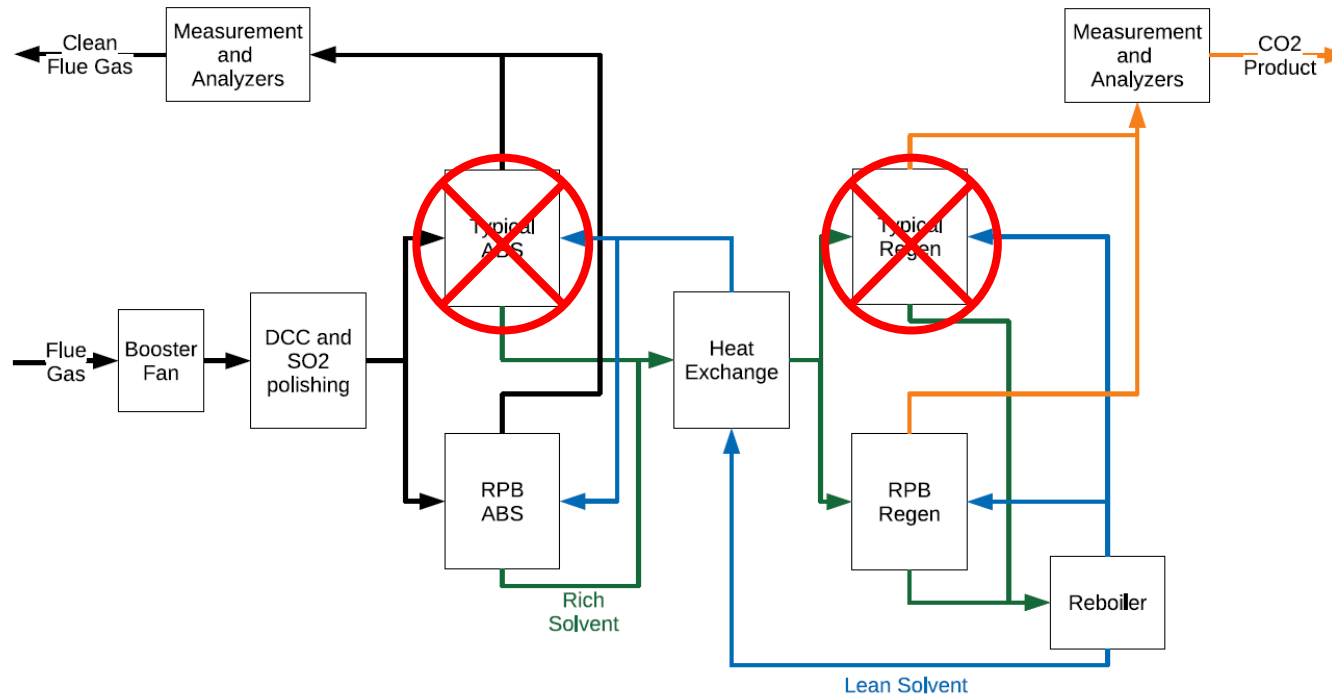 Clean
Flue Gas
Measurement
and
Analyzers
Measurement
and
Analyzers
CO2
Product
Typical
ABS
Typical
Regen
Flue
Gas
Booster
Fan
DCC and
SO2
polishing
Heat
Exchange
RPB
ABS
RPB
Regen
Rich
Solvent
Reboiler
Lean Solvent